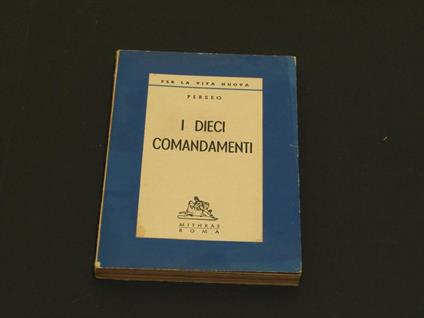 PER LA VITA NUOVA
PERSEO
I DIECI
COMANDAMENTI
MITHRAS
ROMA